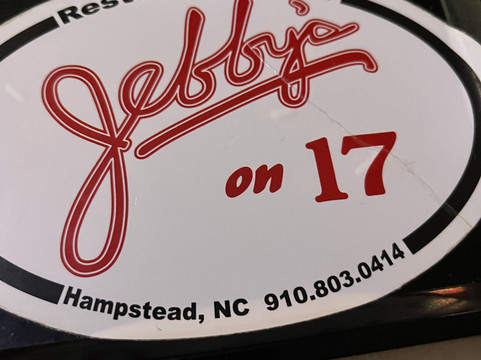 Jebby's
on 17
Hampstead, NC 910.803.0414